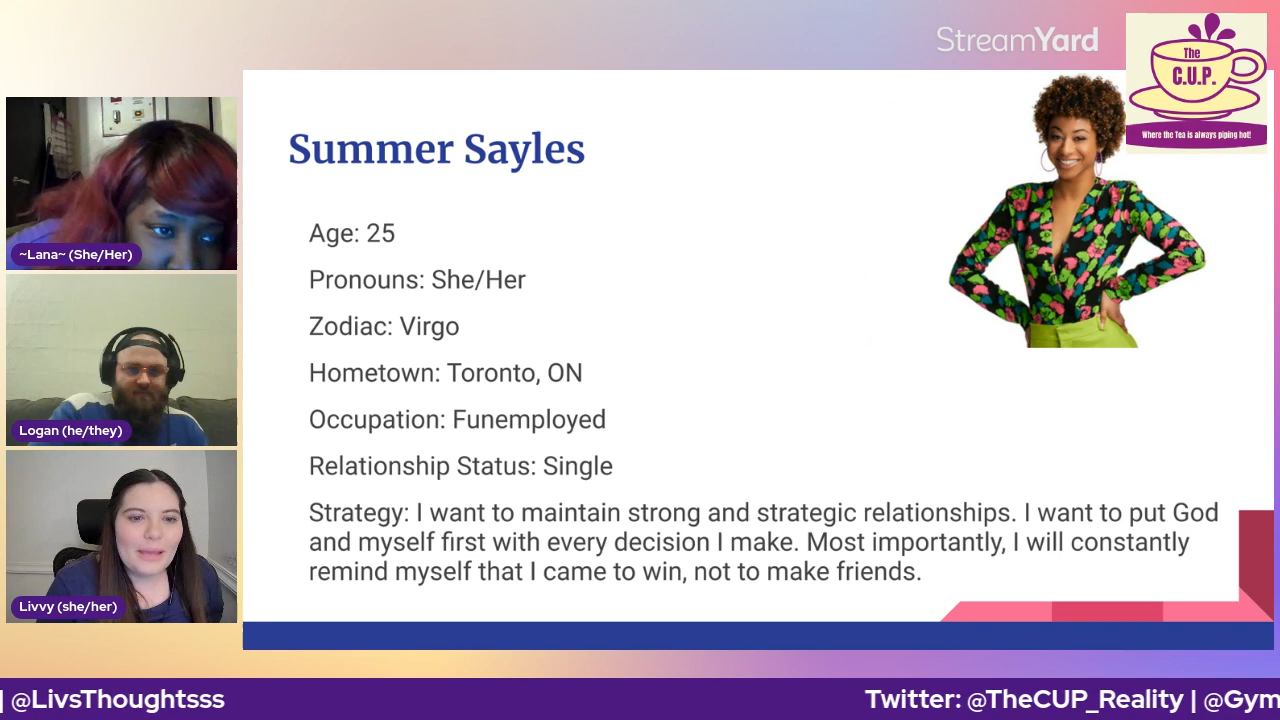 StreamYard
The
C.U.P.
Where the Tea is always piping hot!
Summer Sayles
Age: 25
Pronouns: She/Her
Zodiac: Virgo
Hometown: Toronto, ON
Occupation: Funemployed
Relationship Status: Single
Strategy: I want to maintain strong and strategic relationships. I want to put God
and myself first with every decision I make. Most importantly, I will constantly
remind myself that I came to win, not to make friends.
~Lana~ (She/Her)
Logan (he/they)
Livvy (she/her)
| @LivsThoughtsss
Twitter: @TheCUP_Reality | @Gym